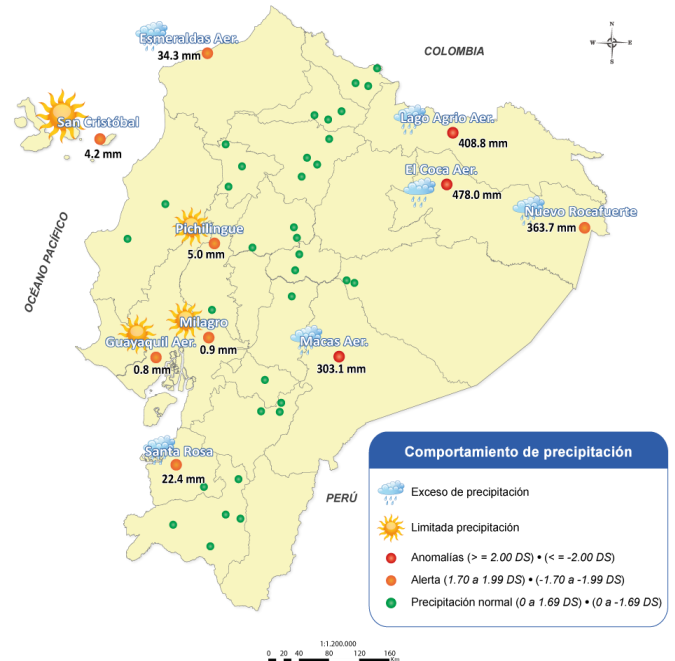 N
W
E
S
Esmeraldas Aer.
34.3 mm
COLOMBIA
San Cristóbal
4.2 mm
Lago Agrio Aer.
408.8 mm
El Coca Aer.
478.0 mm
Nuevo Rocafuerte
363.7 mm
Pichilingue
5.0 mm
OCÉANO PACÍFICO
Milagro
0.9 mm
Guayaquil Aer.
0.8 mm
Macas Aer.
303.1 mm
Santa Rosa
22.4 mm
PERÚ
Comportamiento de precipitación
Exceso de precipitación
Limitada precipitación
Anomalías (> = 2.00 DS) • (< = -2.00 DS)
Alerta (1.70 a 1.99 DS) • (-1.70 a -1.99 DS)
Precipitación normal (0 a 1.69 DS) • (0 a -1.69 DS)
1:1.200.000
0 20 40 80 120 160
Km